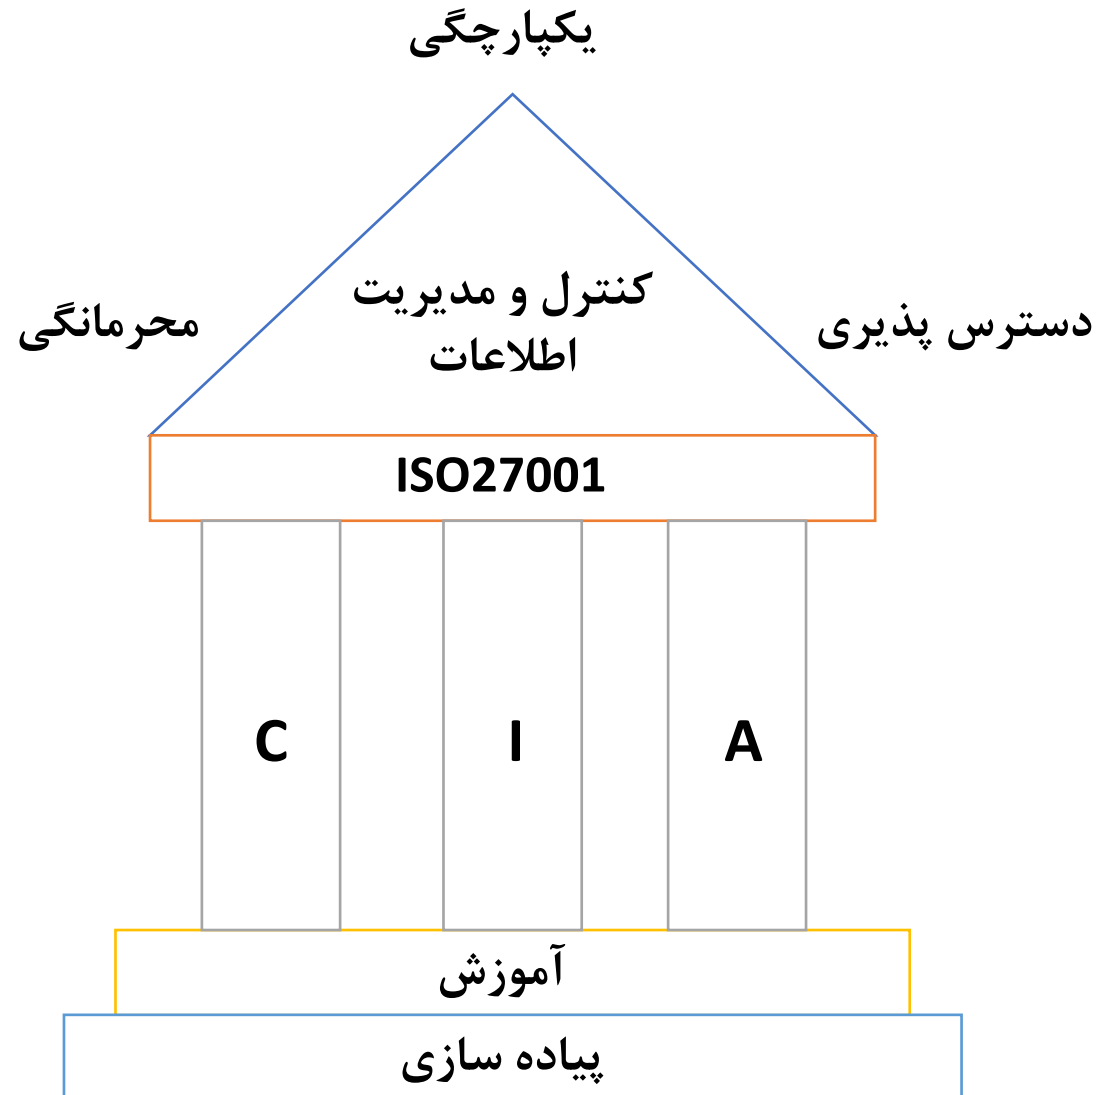 یکپارچگی
کنترل و مدیریت
اطلاعات
دسترس پذیری
محرمانگی
ISO27001
C
I
A
آموزش
پیاده سازی